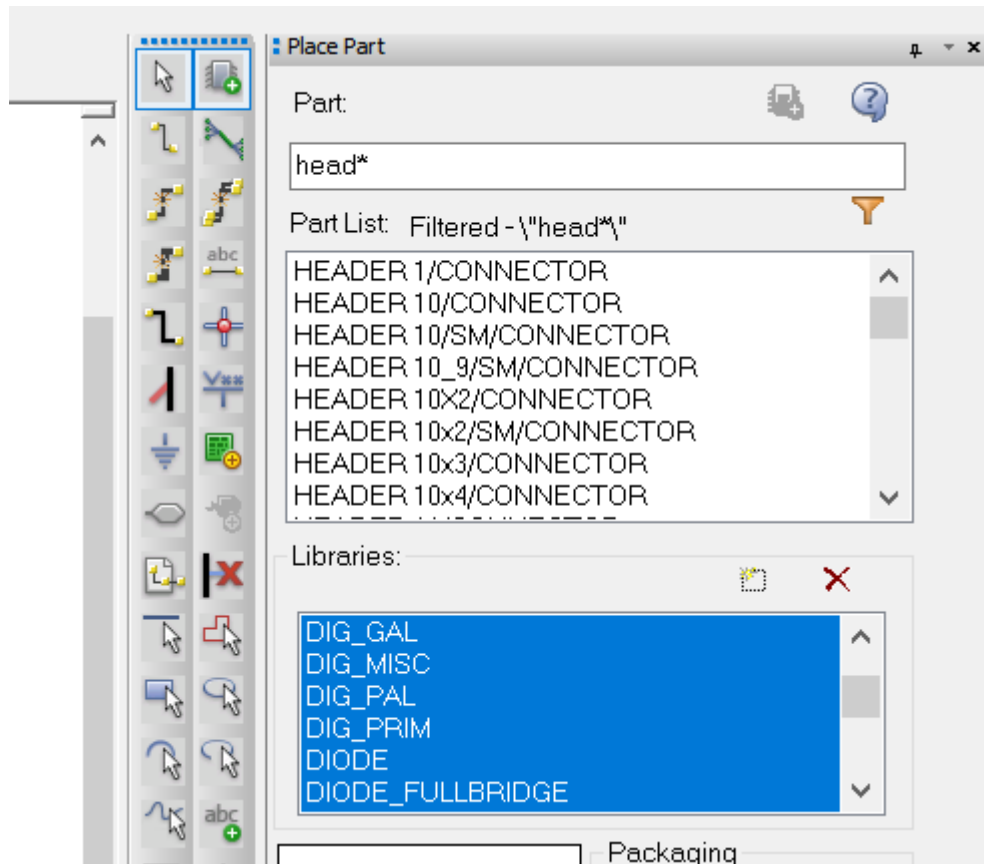 Place Part
Part:
head*
Part List: Filtered - \"head*\"
HEADER 1/CONNECTOR
HEADER 10/CONNECTOR
HEADER 10/SM/CONNECTOR
HEADER 10_9/SM/CONNECTOR
HEADER 10X2/CONNECTOR
HEADER 10x2/SM/CONNECTOR
HEADER 10x3/CONNECTOR
HEADER 10x4/CONNECTOR
abc
Libraries:
DIG_GAL
DIG_MISC
DIG_PAL
DIG_PRIM
DIODE
DIODE_FULLBRIDGE
abc
Packaging